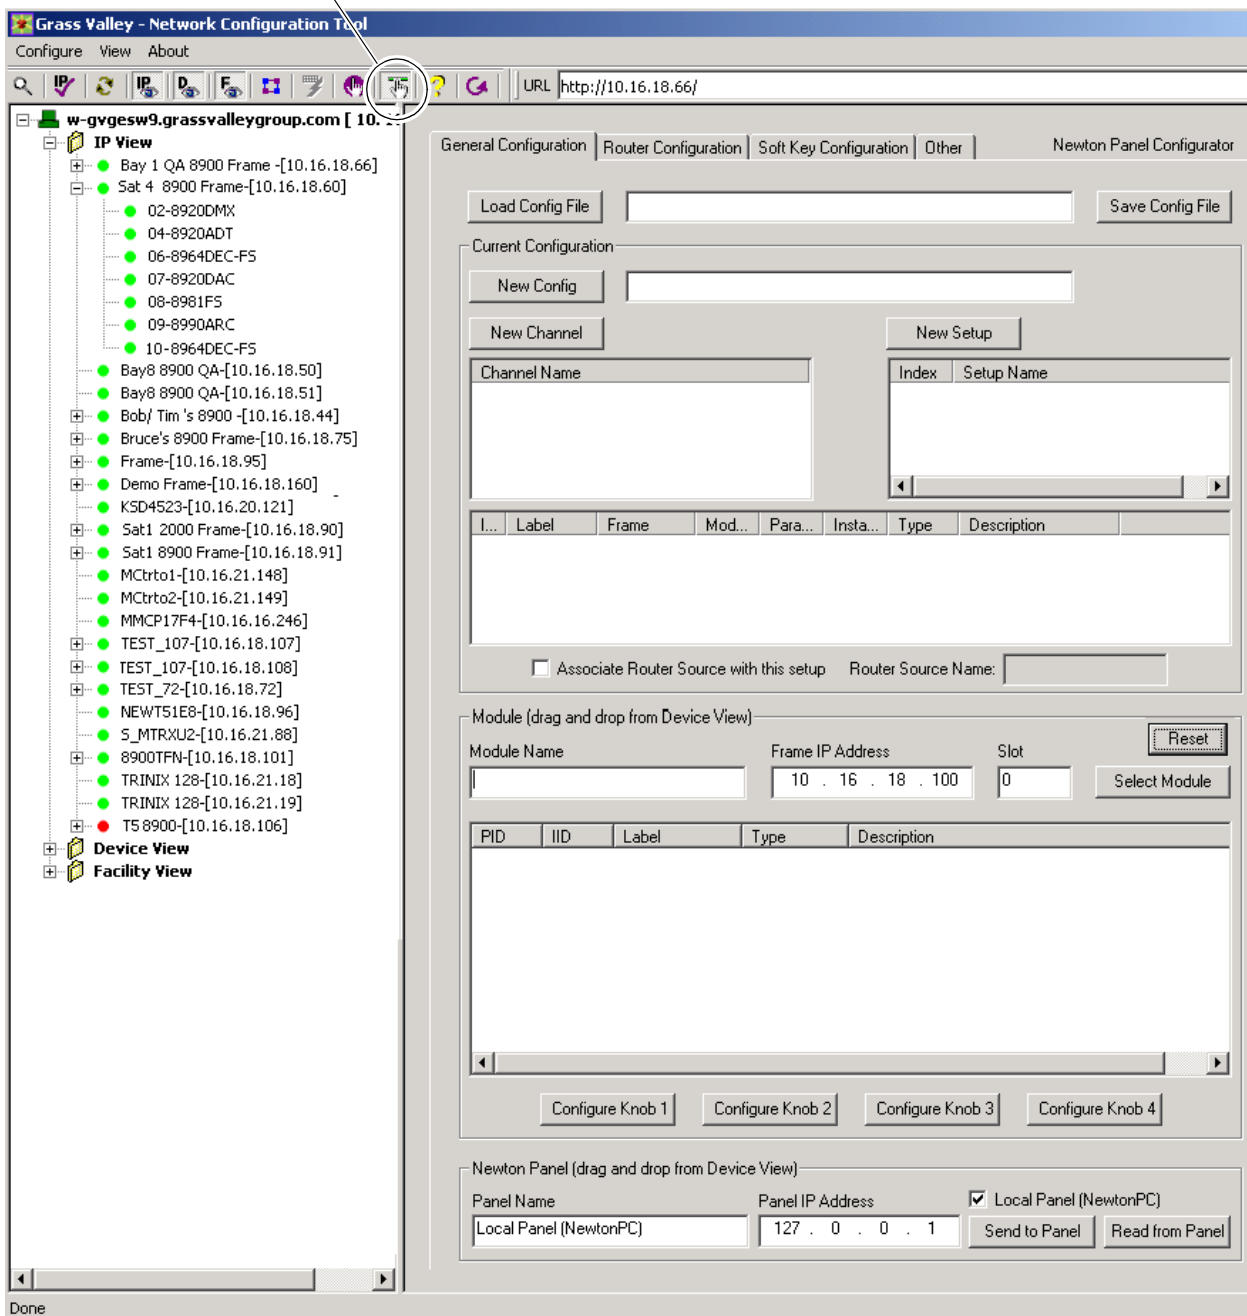 Grass Valley - Network Configuration Tool
Configure View About
IP IP D F ? URL http://10.16.18.66/
w-gvgesw9.grassvalleygroup.com [ 10.
IP View
Bay 1 QA 8900 Frame -[10.16.18.66]
Sat 4 8900 Frame-[10.16.18.60]
02-8920DMX
04-8920ADT
06-8964DEC-FS
07-8920DAC
08-8981FS
09-8990ARC
10-8964DEC-FS
Bay8 8900 QA-[10.16.18.50]
Bay8 8900 QA-[10.16.18.51]
Bob/ Tim 's 8900 -[10.16.18.44]
Bruce's 8900 Frame-[10.16.18.75]
Frame-[10.16.18.95]
Demo Frame-[10.16.18.160]
KSD4523-[10.16.20.121]
Sat1 2000 Frame-[10.16.18.90]
Sat1 8900 Frame-[10.16.18.91]
MCtrto1-[10.16.21.148]
MCtrto2-[10.16.21.149]
MMCP17F4-[10.16.16.246]
TEST_107-[10.16.18.107]
TEST_107-[10.16.18.108]
TEST_72-[10.16.18.72]
NEWT51E8-[10.16.18.96]
S_MTRXU2-[10.16.21.88]
8900TFN-[10.16.18.101]
TRINIX 128-[10.16.21.18]
TRINIX 128-[10.16.21.19]
T5 8900-[10.16.18.106]
Device View
Facility View
General Configuration Router Configuration Soft Key Configuration Other Newton Panel Configurator
Load Config File Save Config File
Current Configuration
New Config
New Channel New Setup
Channel Name Index Setup Name
I... Label Frame Mod... Para... Insta... Type Description
Associate Router Source with this setup Router Source Name:
Module (drag and drop from Device View)
Reset
Module Name Frame IP Address Slot
10 . 16 . 18 . 100 0 Select Module
PID IID Label Type Description
Configure Knob 1 Configure Knob 2 Configure Knob 3 Configure Knob 4
Newton Panel (drag and drop from Device View)
Panel Name Panel IP Address Local Panel (NewtonPC)
Local Panel (NewtonPC) 127 . 0 . 0 . 1 Send to Panel Read from Panel
Done